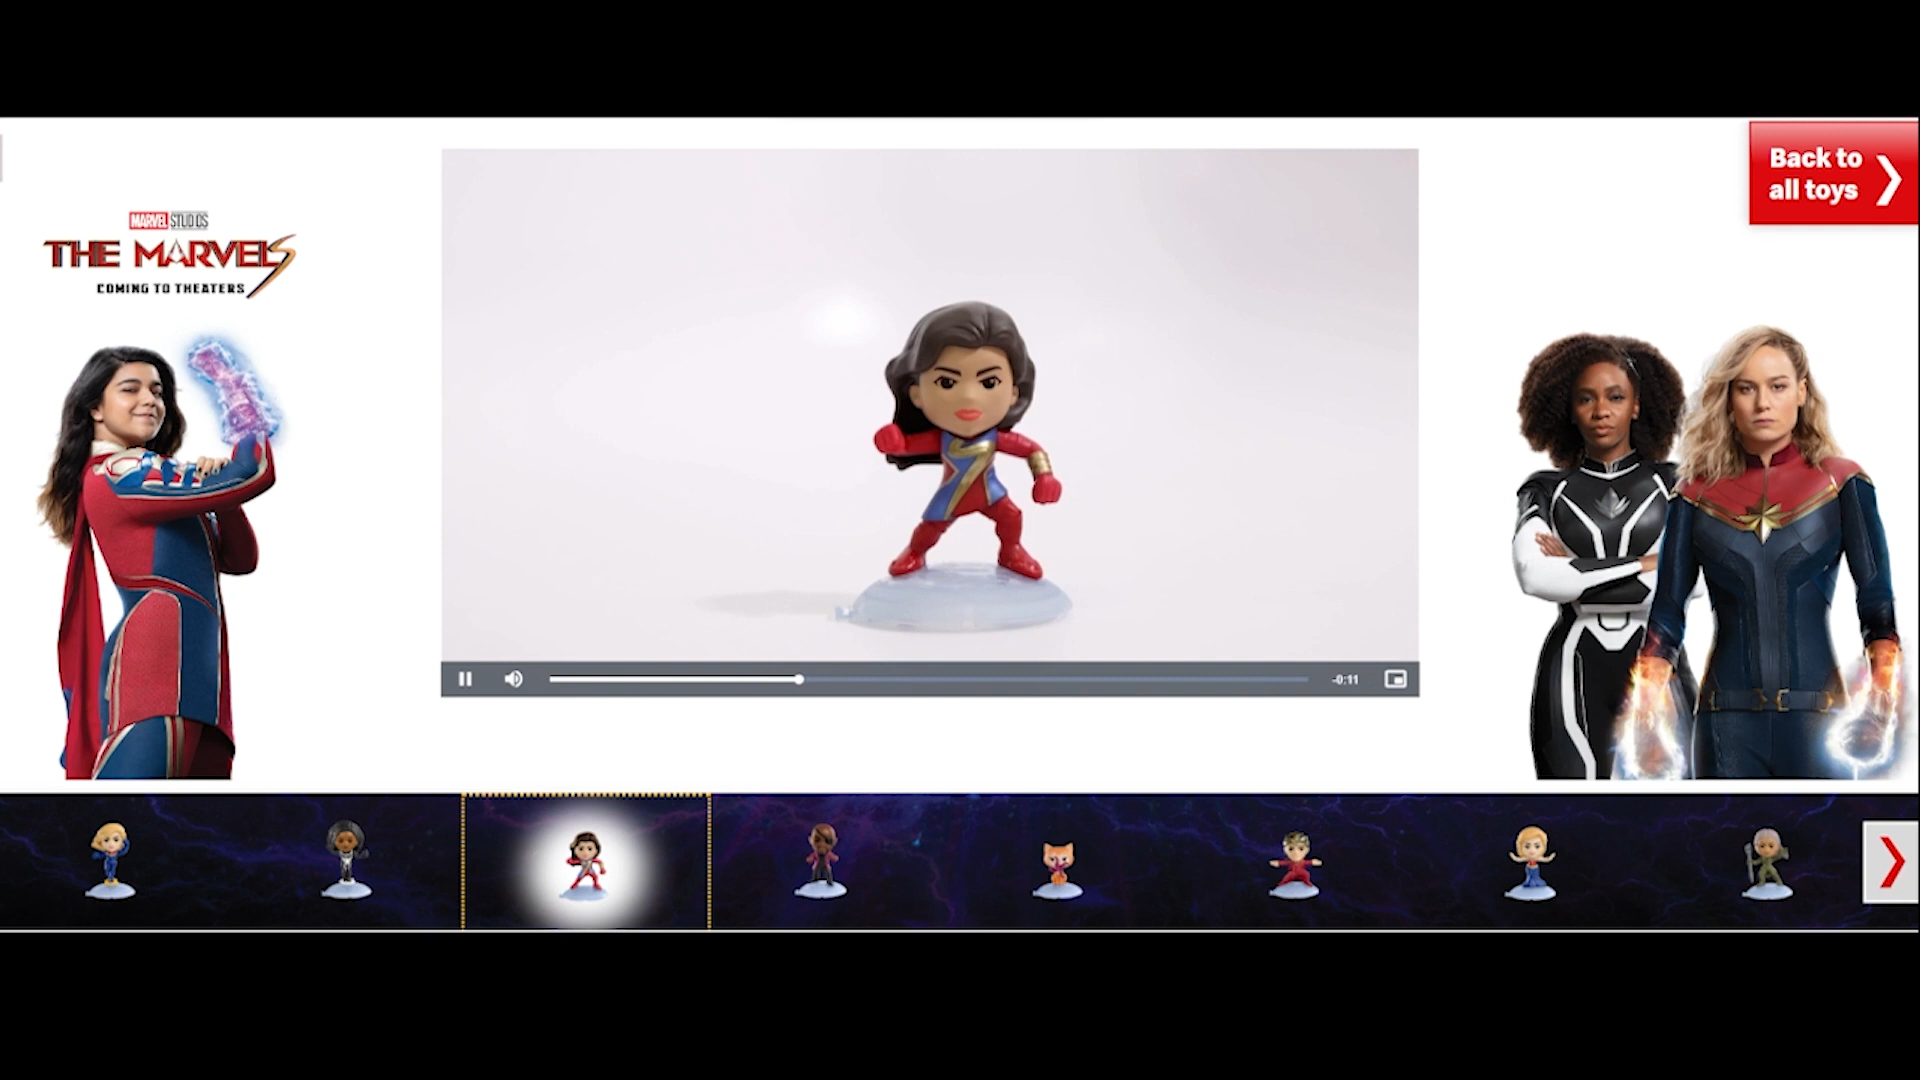 Back to
all toys
MARVEL STUDIOS
THE MARVELS
COMING TO THEATERS
-0:11